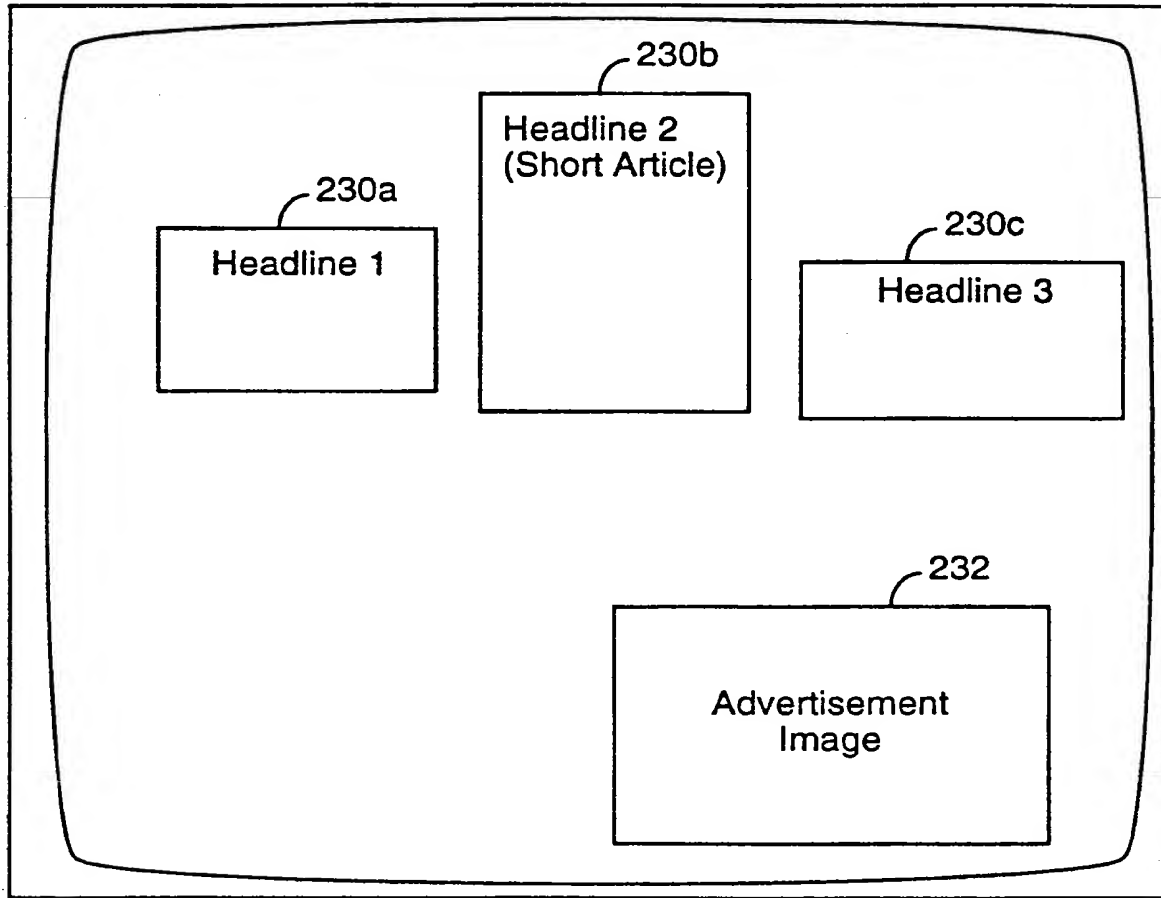 230b
Headline 2
(Short Article)
230a
Headline 1
230c
Headline 3
232
Advertisement
Image